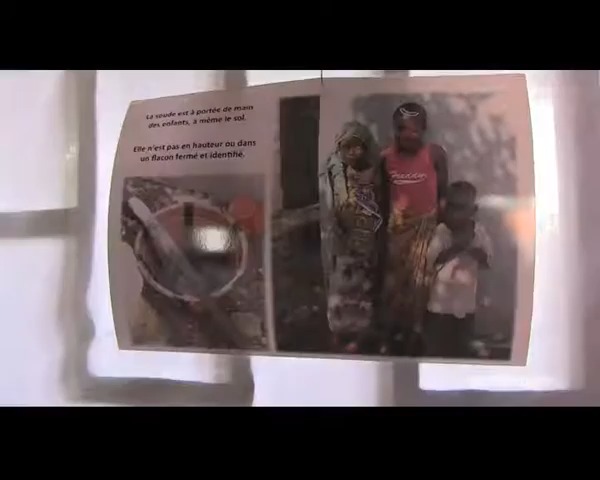 La soude est à portée de main
des enfants, à même le sol.
Elle n'est pas en hauteur ou dans
un flacon fermé et identifié.
Freddy